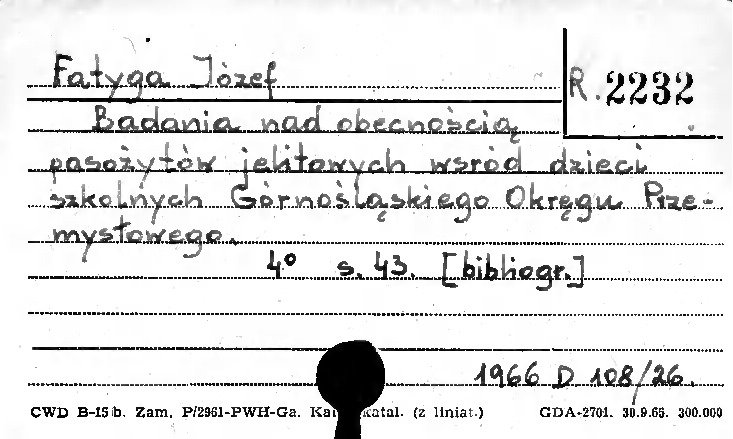 Fatyga Józef
R. 2232
Badania nad obecnością
pasożytów jelitowych wśród dzieci
szkolnych Górnośląskiego Okręgu Prze-
mysłowego.
4° s. 43. [bibliogr.]
1966 D 108/26.
CWD B-15/b. Zam. P/2961-PWH-Ga. katal. (z liniat.) GDA-2701. 30.9.65. 300.000